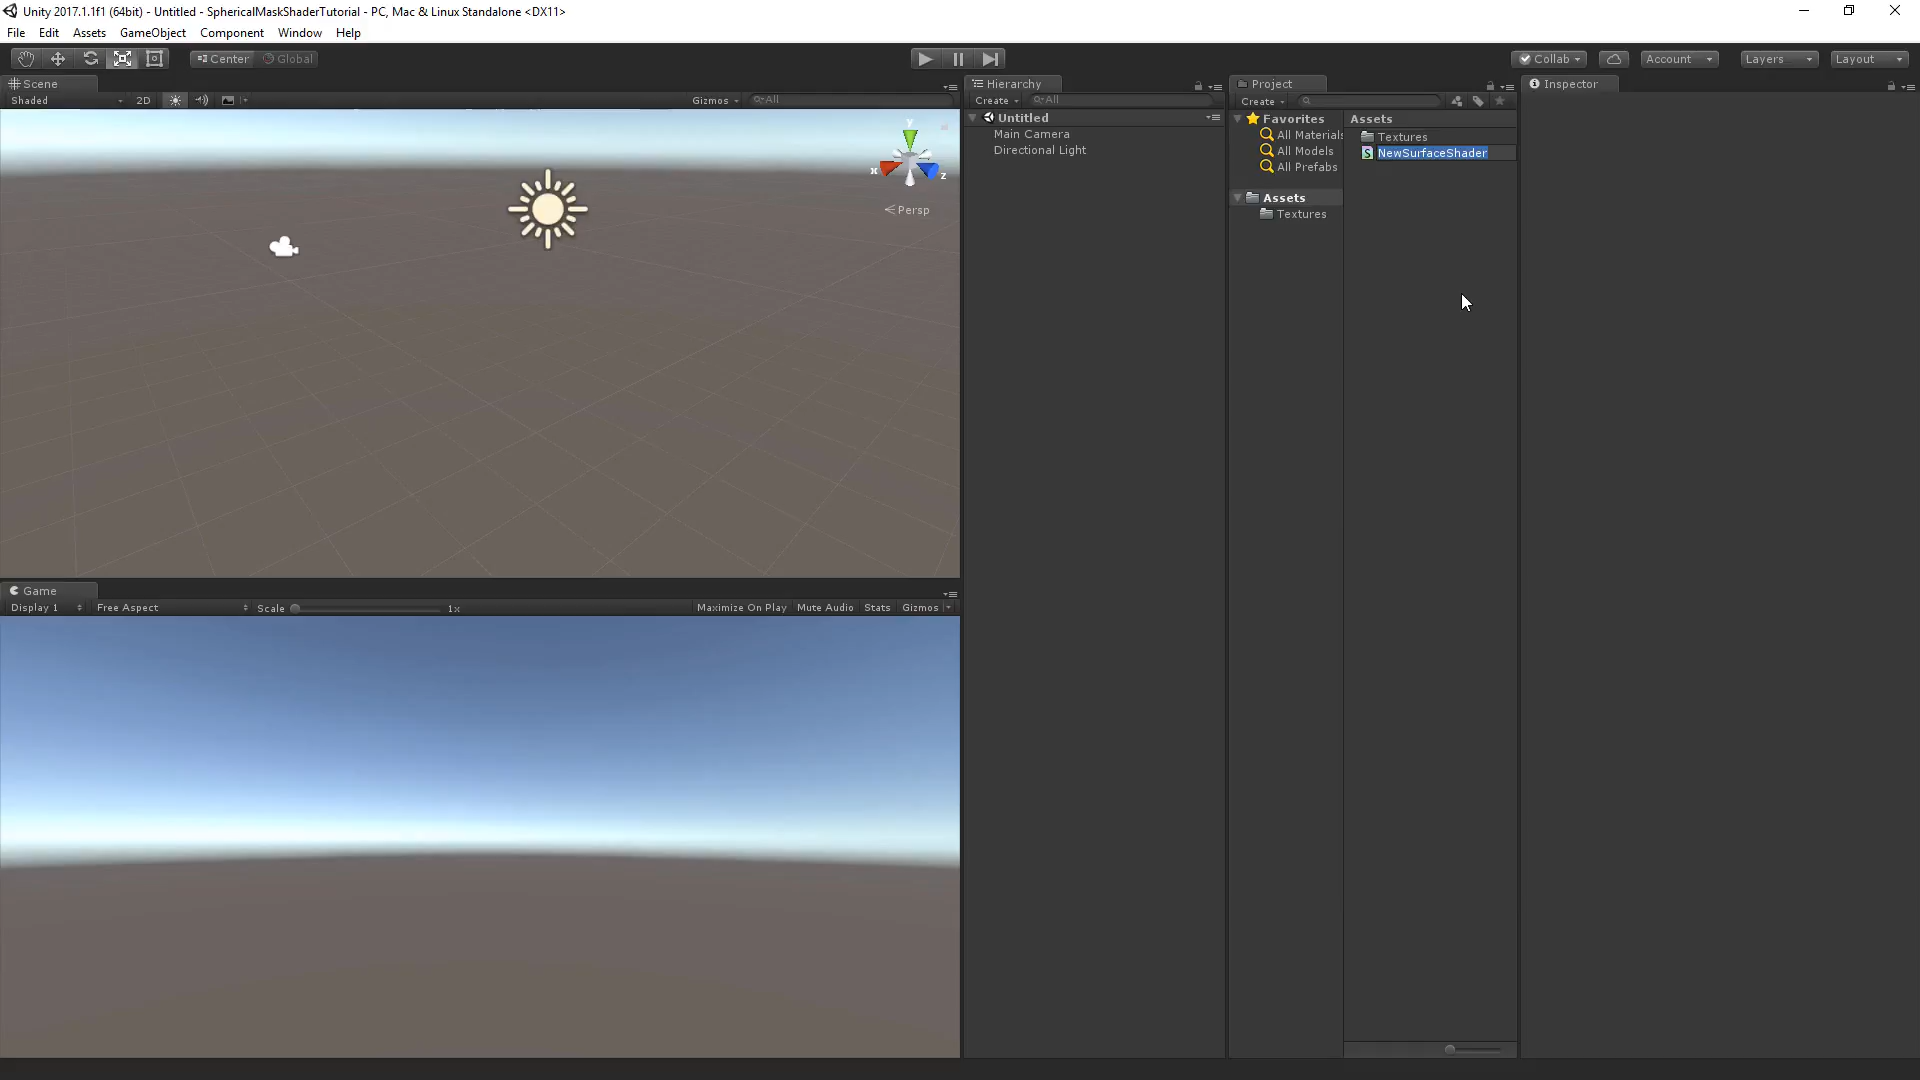 Unity 2017.1.1f1 (64bit) - Untitled - SphericalMaskShaderTutorial - PC, Mac & Linux Standalone <DX11>
File Edit Assets GameObject Component Window Help
Center Global Collab Account Layers Layout
Scene
Shaded 2D Gizmos All
y
x
z
Persp
Game
Display 1 Free Aspect Scale 1x Maximize On Play Mute Audio Stats Gizmos
Hierarchy
Create All
Untitled
Main Camera
Directional Light
Project
Create
Favorites
All Materials
All Models
All Prefabs
Assets
Textures
Assets
Textures
NewSurfaceShader
Inspector